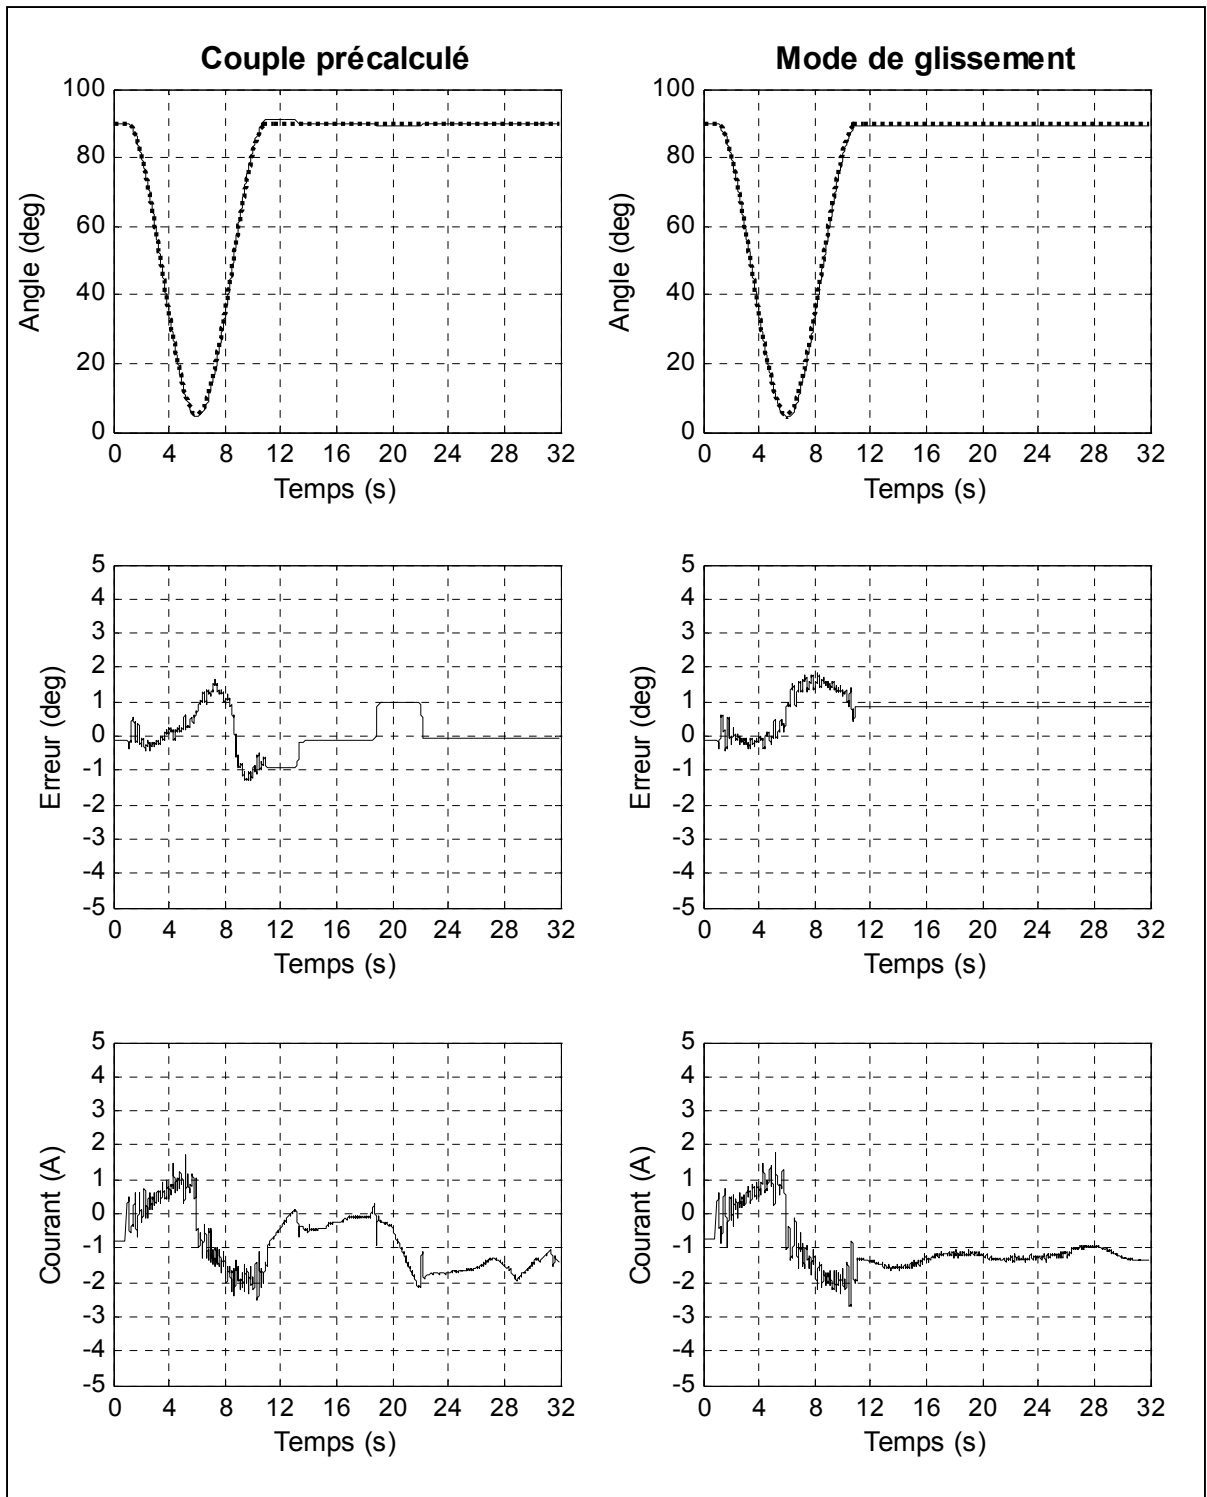 Couple précalculé
100
80
60
40
20
0
Angle (deg)
0 4 8 12 16 20 24 28 32
Temps (s)
Mode de glissement
100
80
60
40
20
0
Angle (deg)
0 4 8 12 16 20 24 28 32
Temps (s)
5
4
3
2
1
0
-1
-2
-3
-4
-5
Erreur (deg)
0 4 8 12 16 20 24 28 32
Temps (s)
5
4
3
2
1
0
-1
-2
-3
-4
-5
Erreur (deg)
0 4 8 12 16 20 24 28 32
Temps (s)
5
4
3
2
1
0
-1
-2
-3
-4
-5
Courant (A)
0 4 8 12 16 20 24 28 32
Temps (s)
5
4
3
2
1
0
-1
-2
-3
-4
-5
Courant (A)
0 4 8 12 16 20 24 28 32
Temps (s)